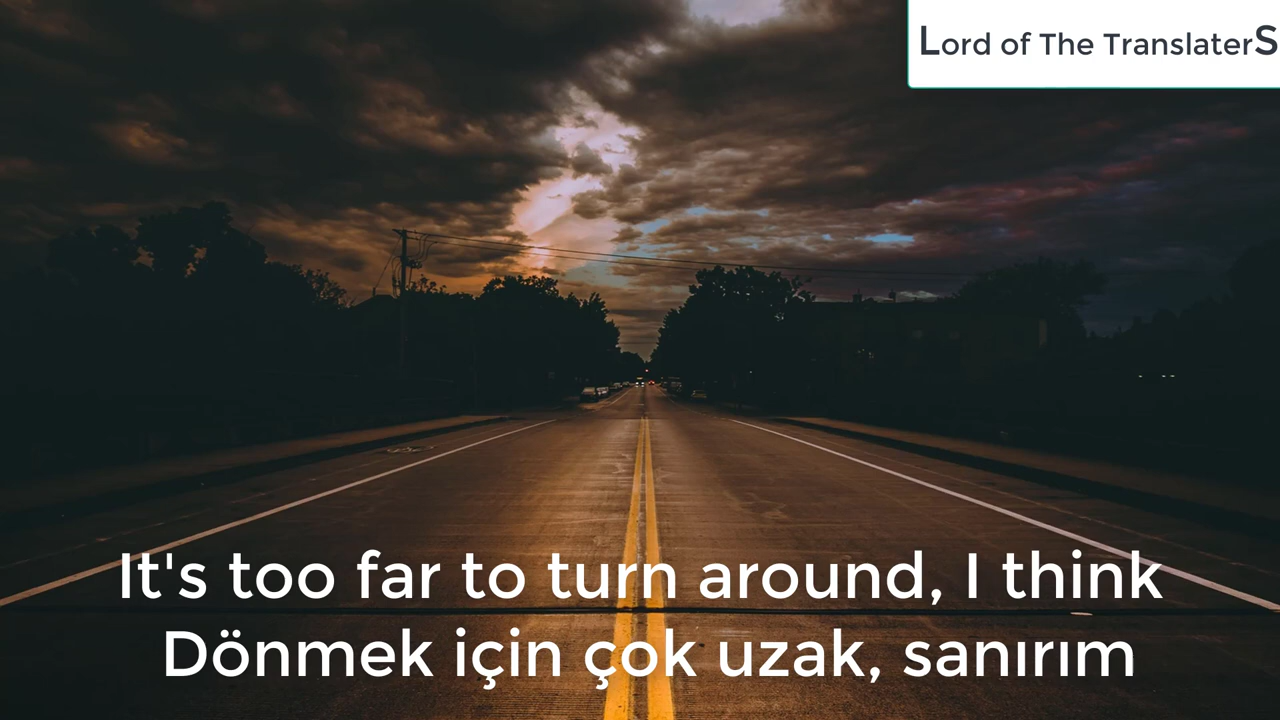 Lord of The TranslaterS
It's too far to turn around, I think
Dönmek için çok uzak, sanırım